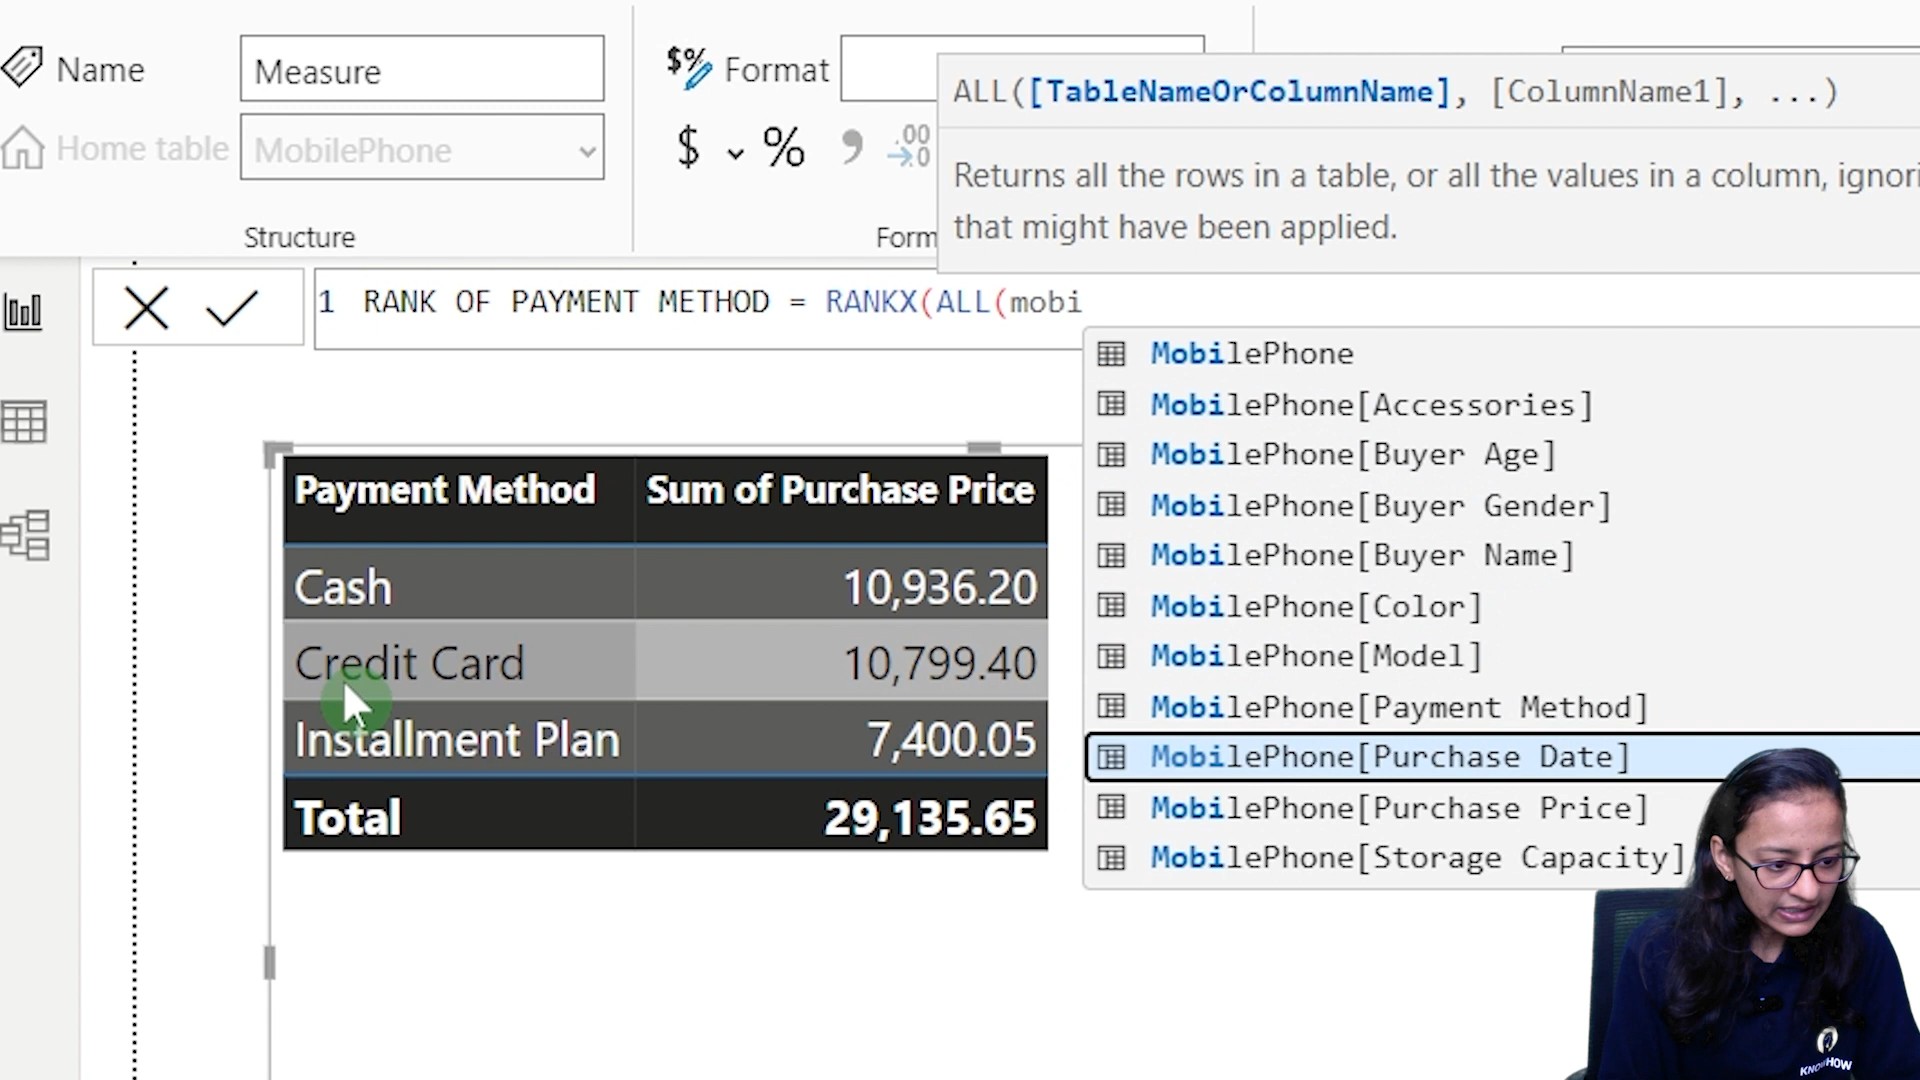 Name
Measure
Format
ALL([TableNameOrColumnName], [ColumnName1], ...)
Home table
MobilePhone
$ % , .00 →.0
Returns all the rows in a table, or all the values in a column, ignori
that might have been applied.
Structure
Form
1 RANK OF PAYMENT METHOD = RANKX(ALL(mobi
MobilePhone
MobilePhone[Accessories]
MobilePhone[Buyer Age]
MobilePhone[Buyer Gender]
MobilePhone[Buyer Name]
MobilePhone[Color]
MobilePhone[Model]
MobilePhone[Payment Method]
MobilePhone[Purchase Date]
MobilePhone[Purchase Price]
MobilePhone[Storage Capacity]
Payment Method Sum of Purchase Price
Cash 10,936.20
Credit Card 10,799.40
Installment Plan 7,400.05
Total 29,135.65